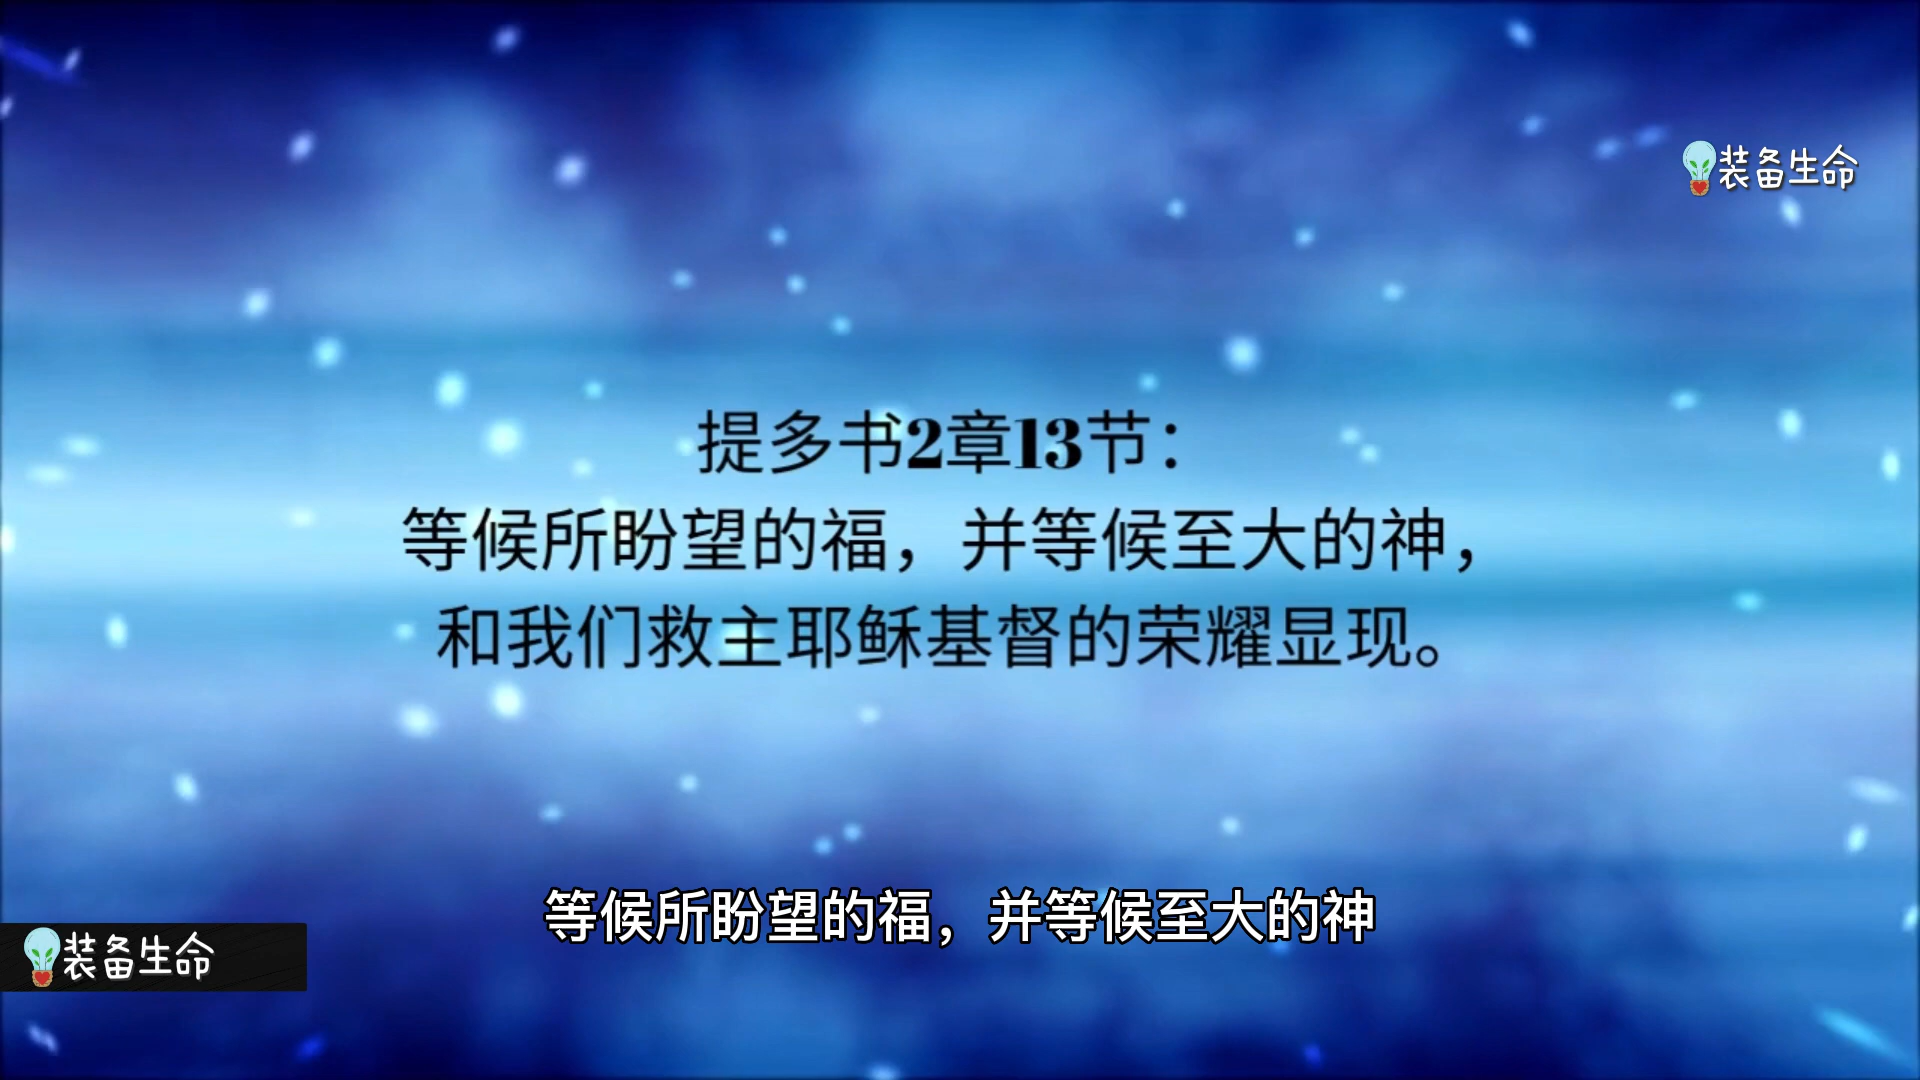 装备生命
提多书2章13节：
等候所盼望的福，并等候至大的神，
和我们救主耶稣基督的荣耀显现。
等候所盼望的福，并等候至大的神
装备生命